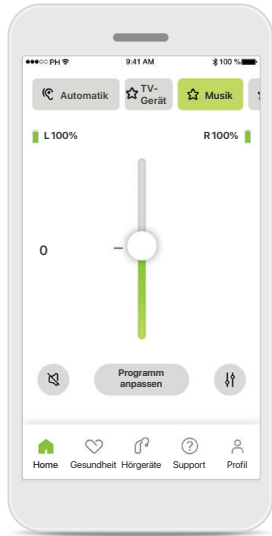 ●●●○○ PH 9:41 AM 100 %
Automatik
TV-
Gerät
Musik
L 100% R 100%
0
Programm
anpassen
Home Gesundheit Hörgeräte Support Profil